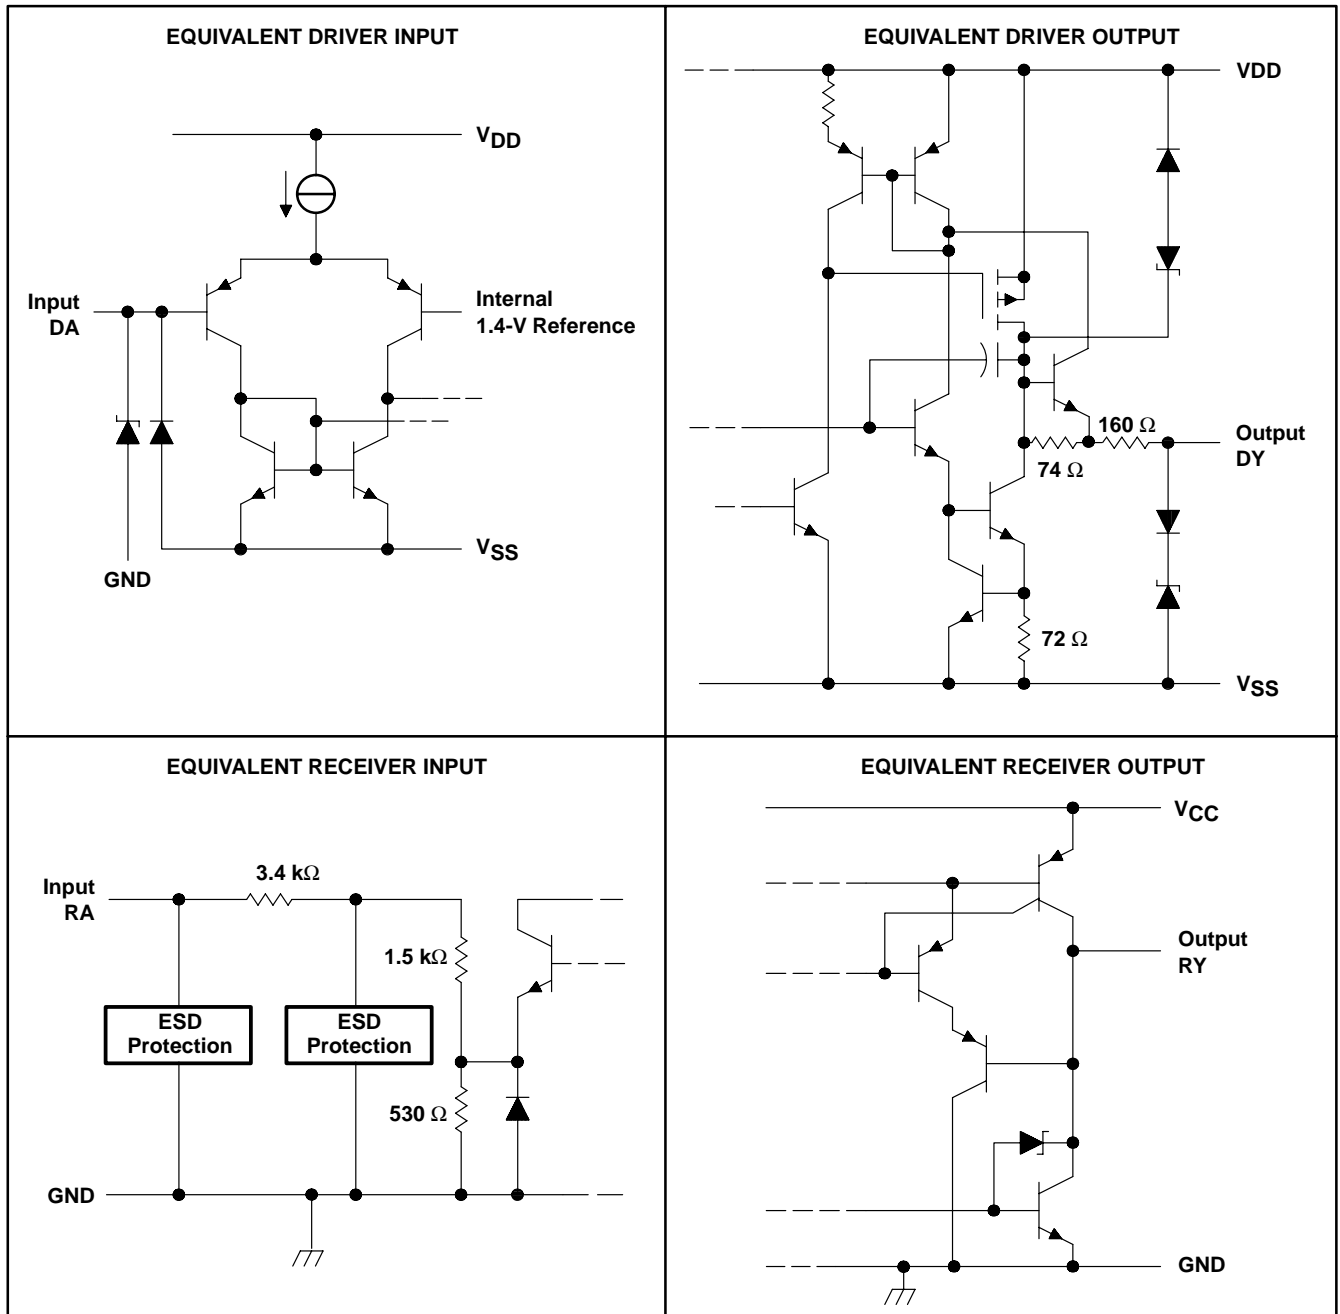 EQUIVALENT DRIVER INPUT
VDD
Input
DA
Internal
1.4-V Reference
VSS
GND
EQUIVALENT DRIVER OUTPUT
VDD
160 Ω
Output
DY
74 Ω
72 Ω
VSS
EQUIVALENT RECEIVER INPUT
3.4 kΩ
Input
RA
1.5 kΩ
ESD
Protection
ESD
Protection
530 Ω
GND
EQUIVALENT RECEIVER OUTPUT
VCC
Output
RY
GND